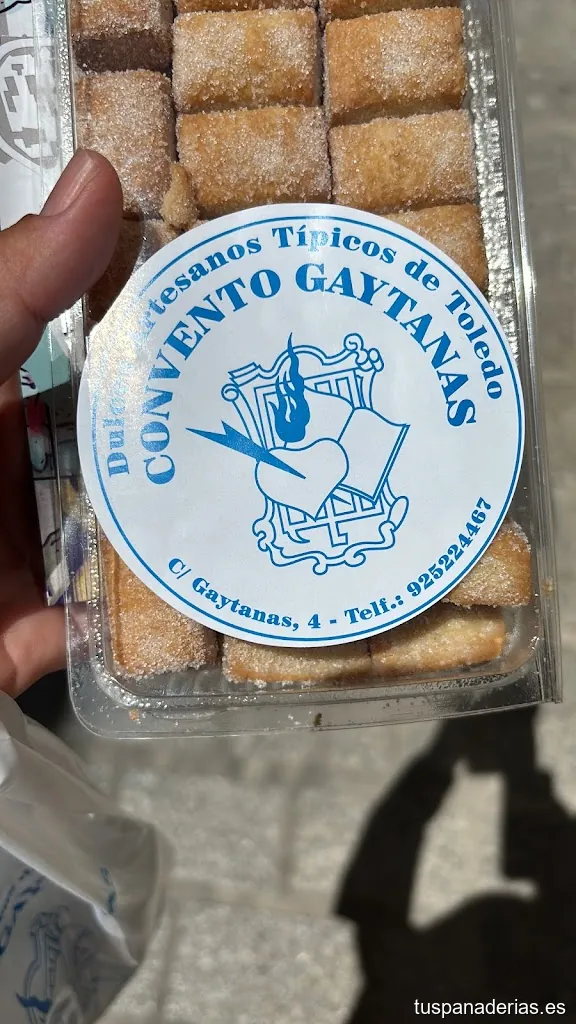 Dulces Artesanos Típicos de Toledo
CONVENTO GAYTANAS
C/ Gaytanas, 4 - Telf.: 925224467
tuspanaderias.es